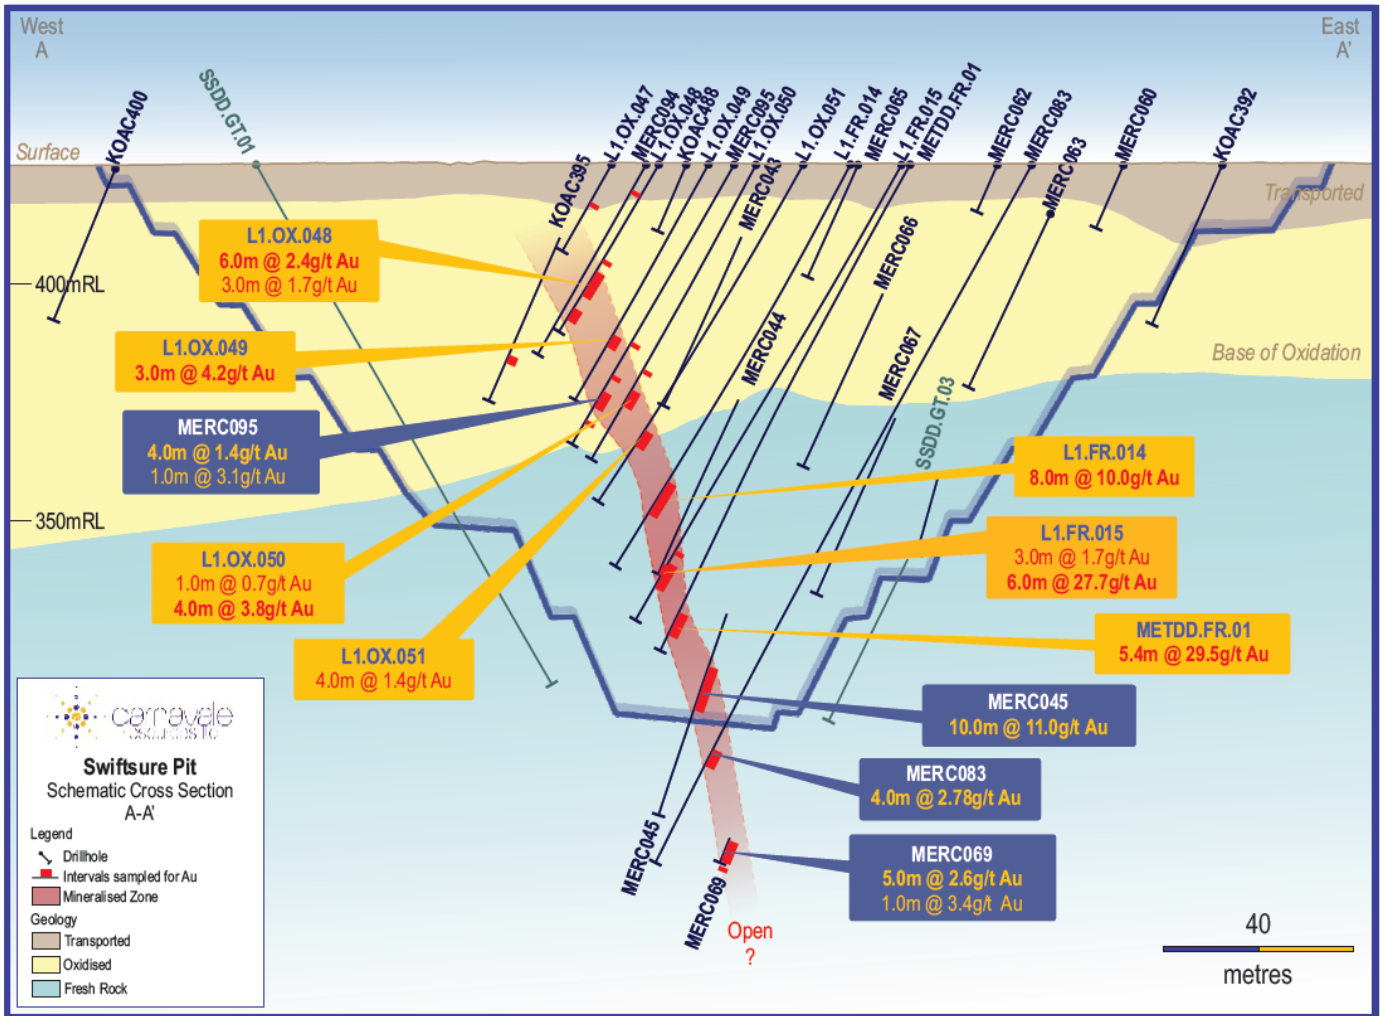 West
A
East
A'
KOAC400
SSDD.GT.01
KOAC395
L1.OX.047
MERC094
L1.OX.048
KOAC488
L1.OX.049
MERC095
L1.OX.050
MERC043
L1.OX.051
L1.FR.014
MERC065
L1.FR.015
METDD.FR.01
MERC062
MERC083
MERC063
MERC060
KOAC392
Surface
Transported
MERC066
MERC044
MERC067
SSDD.GT.03
400mRL
350mRL
Base of Oxidation
L1.OX.048
6.0m @ 2.4g/t Au
3.0m @ 1.7g/t Au
L1.OX.049
3.0m @ 4.2g/t Au
MERC095
4.0m @ 1.4g/t Au
1.0m @ 3.1g/t Au
L1.OX.050
1.0m @ 0.7g/t Au
4.0m @ 3.8g/t Au
L1.OX.051
4.0m @ 1.4g/t Au
L1.FR.014
8.0m @ 10.0g/t Au
L1.FR.015
3.0m @ 1.7g/t Au
6.0m @ 27.7g/t Au
METDD.FR.01
5.4m @ 29.5g/t Au
MERC045
10.0m @ 11.0g/t Au
MERC083
4.0m @ 2.78g/t Au
MERC069
5.0m @ 2.6g/t Au
1.0m @ 3.4g/t Au
MERC045
MERC069
Open
?
carnavale
resources ltd
Swiftsure Pit
Schematic Cross Section
A-A'
Legend
Drillhole
Intervals sampled for Au
Mineralised Zone
Geology
Transported
Oxidised
Fresh Rock
40
metres